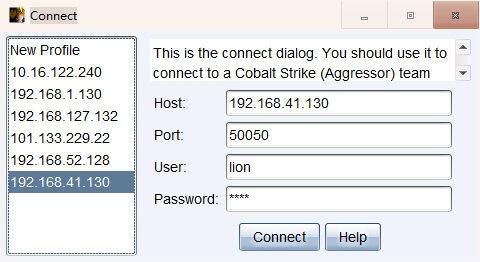 Connect
New Profile
10.16.122.240
192.168.1.130
192.168.127.132
101.133.229.22
192.168.52.128
192.168.41.130
This is the connect dialog. You should use it to
connect to a Cobalt Strike (Aggressor) team
Host: 192.168.41.130
Port: 50050
User: lion
Password: ****
Connect Help